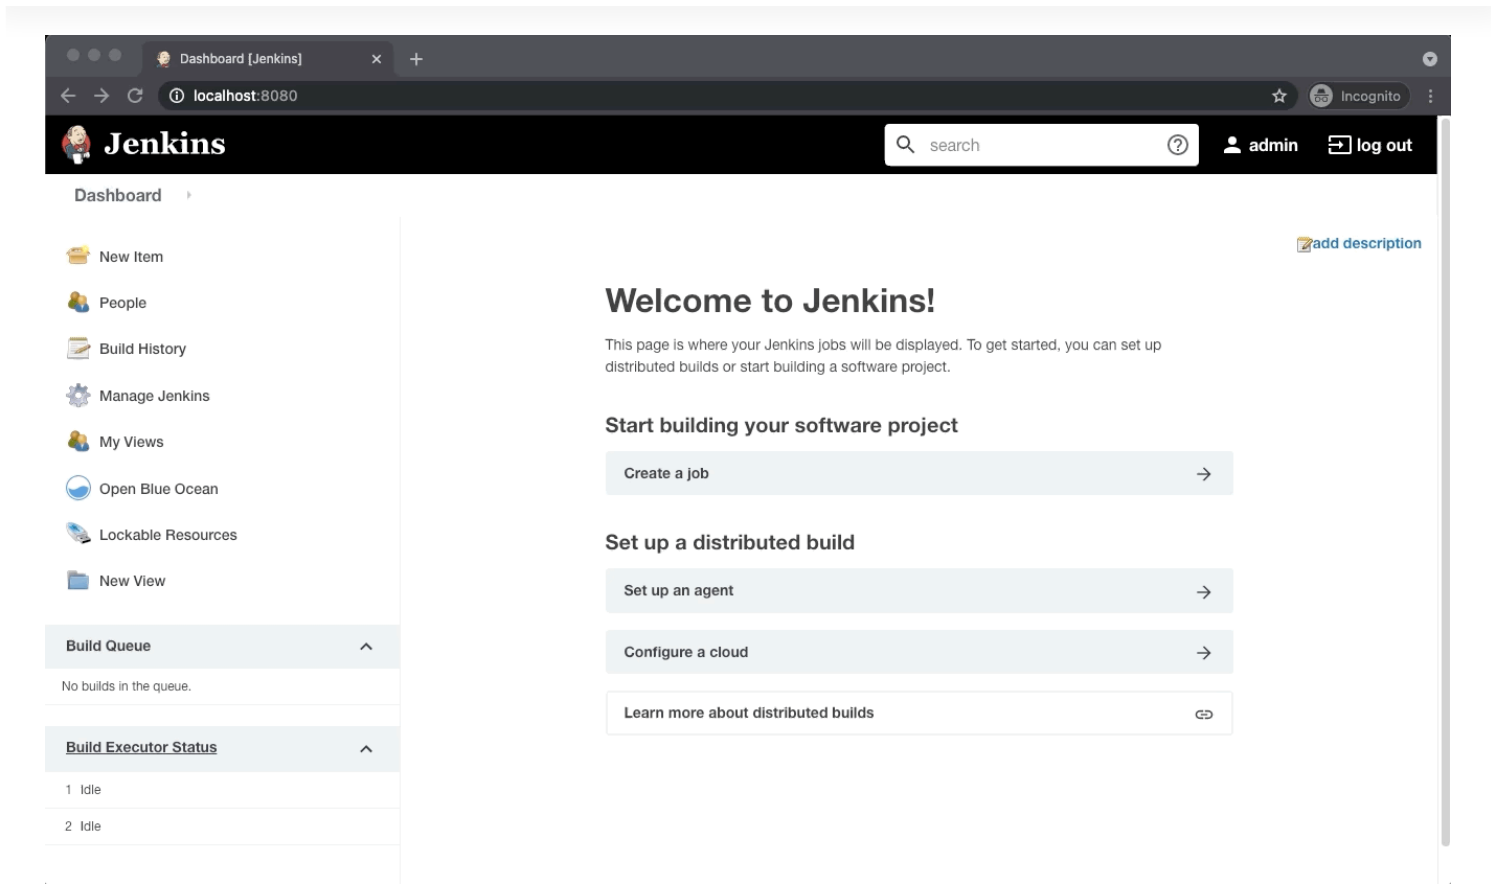 Dashboard [Jenkins]
localhost:8080
Incognito
Jenkins
search
admin
log out
Dashboard
add description
New Item
People
Build History
Manage Jenkins
My Views
Open Blue Ocean
Lockable Resources
New View
Build Queue
No builds in the queue.
Build Executor Status
1 Idle
2 Idle
Welcome to Jenkins!
This page is where your Jenkins jobs will be displayed. To get started, you can set up
distributed builds or start building a software project.
Start building your software project
Create a job
Set up a distributed build
Set up an agent
Configure a cloud
Learn more about distributed builds